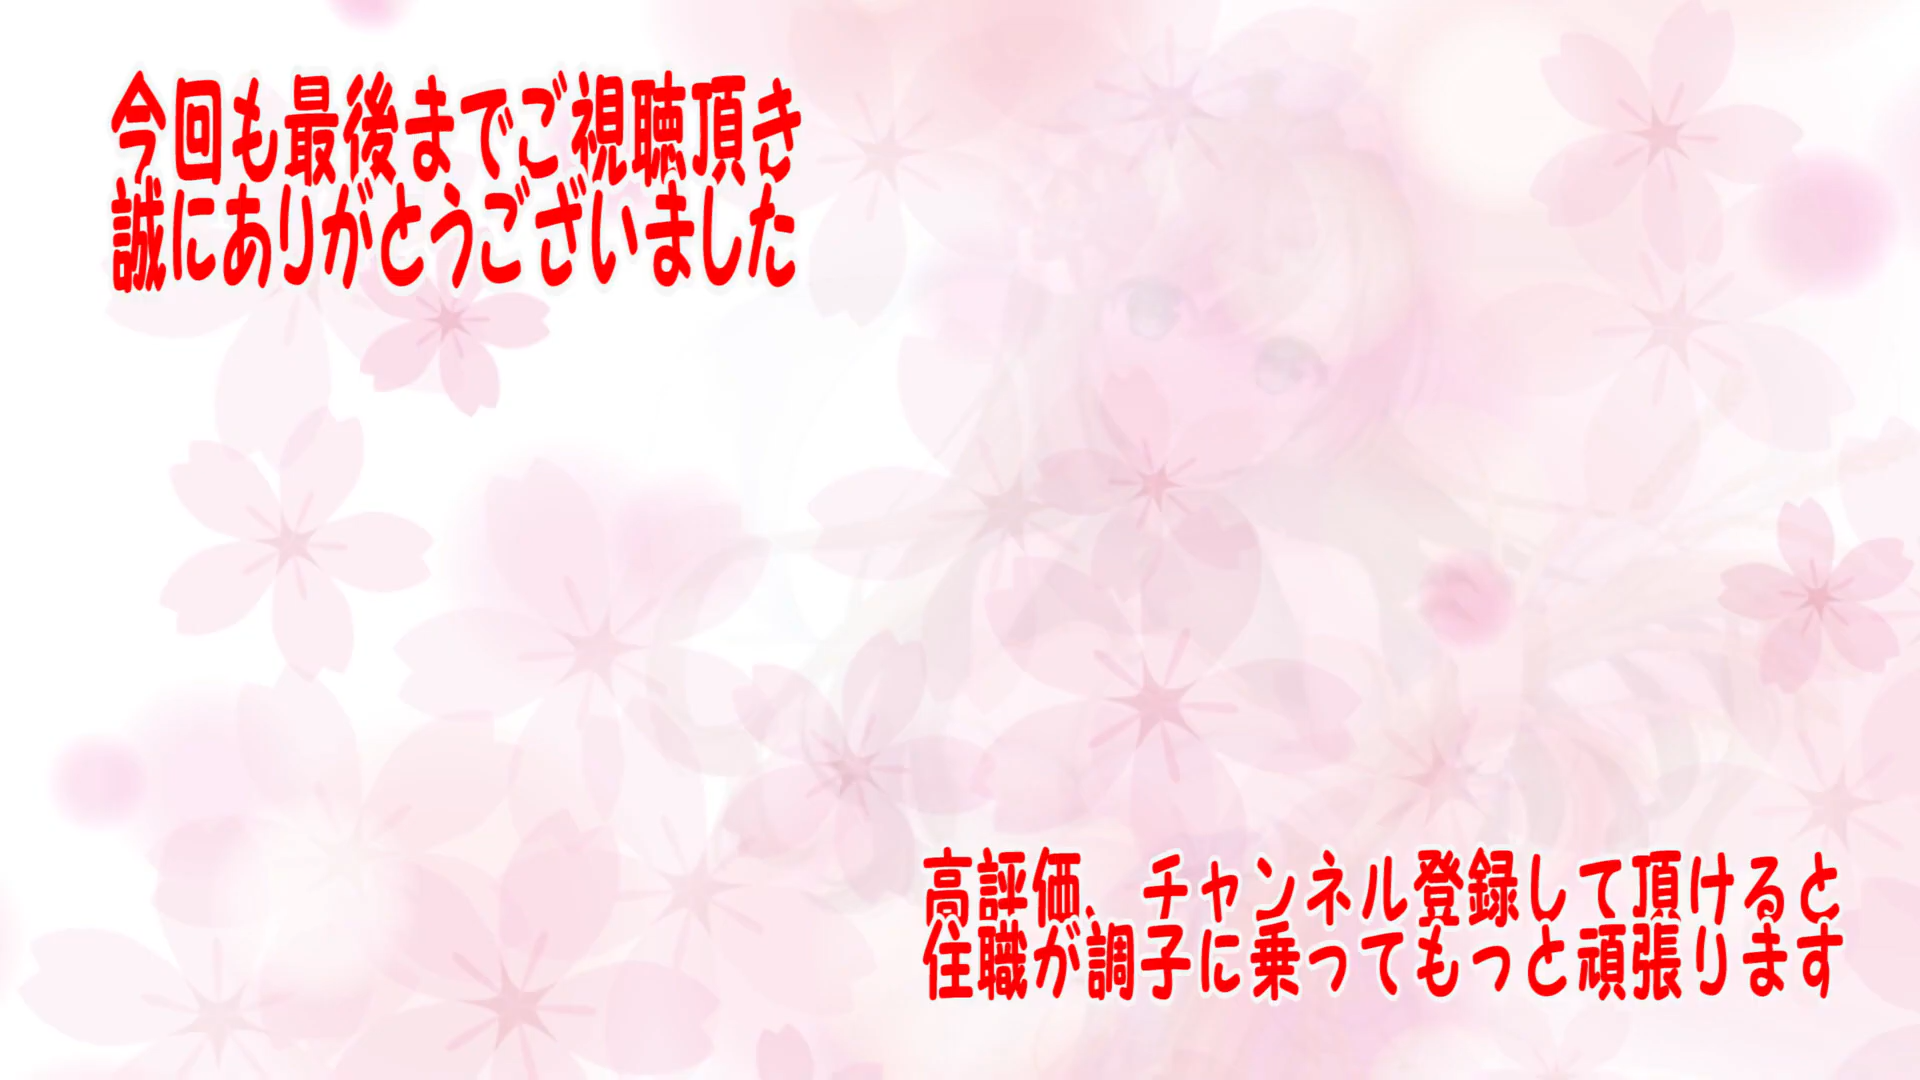 今回も最後までご視聴頂き
誠にありがとうございました
高評価、チャンネル登録して頂けると
住職が調子に乗ってもっと頑張ります